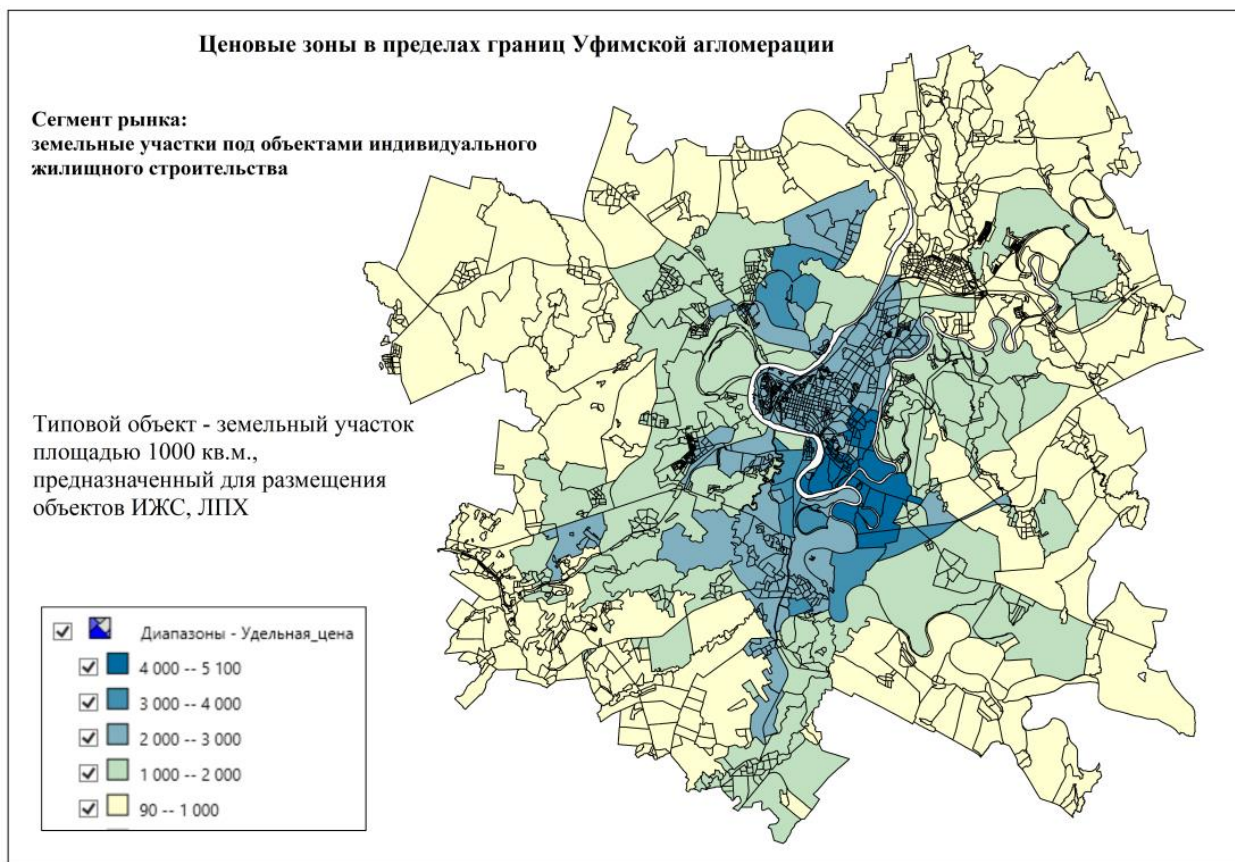 Ценовые зоны в пределах границ Уфимской агломерации
Сегмент рынка:
земельные участки под объектами индивидуального
жилищного строительства
Типовой объект - земельный участок
площадью 1000 кв.м.,
предназначенный для размещения
объектов ИЖС, ЛПХ
Диапазоны - Удельная_цена
4 000 -- 5 100
3 000 -- 4 000
2 000 -- 3 000
1 000 -- 2 000
90 -- 1 000